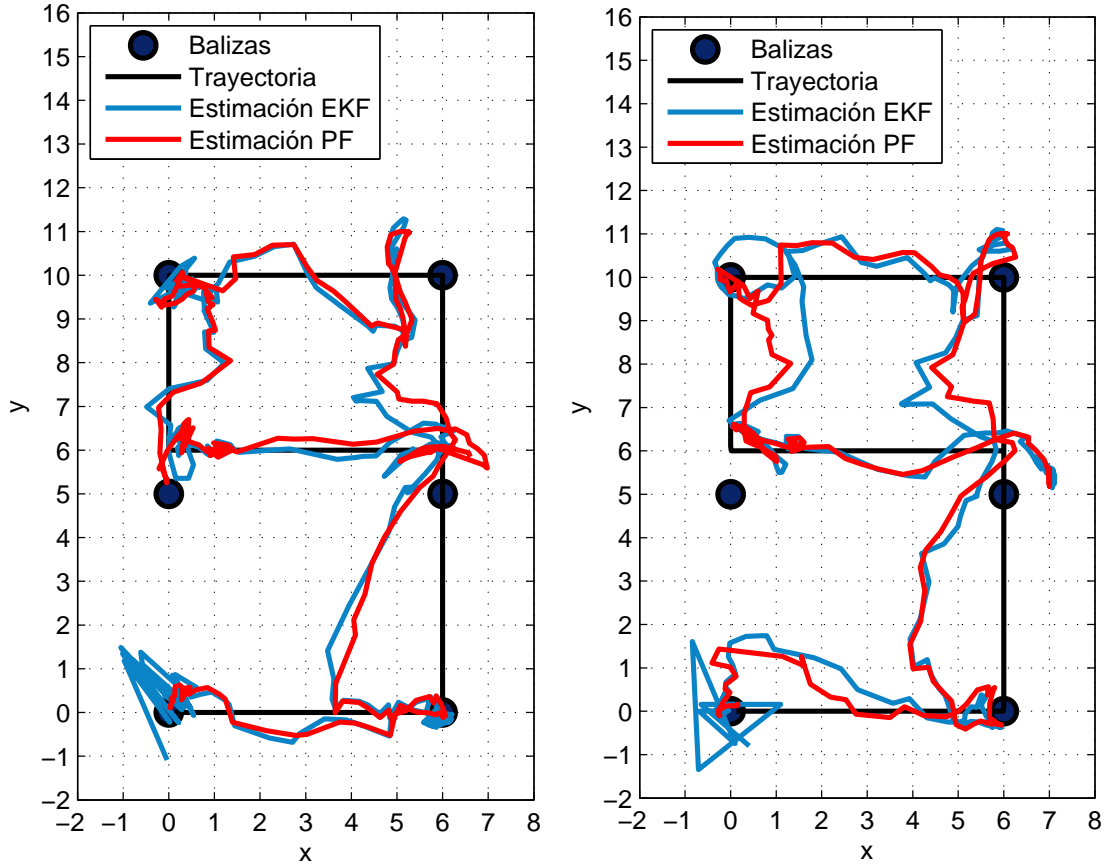 16
15
14
13
12
11
10
9
8
7
6
5
4
3
2
1
0
−1
−2
y
Balizas
Trayectoria
Estimación EKF
Estimación PF
−2 −1 0 1 2 3 4 5 6 7 8
x
16
15
14
13
12
11
10
9
8
7
6
5
4
3
2
1
0
−1
−2
y
Balizas
Trayectoria
Estimación EKF
Estimación PF
−2 −1 0 1 2 3 4 5 6 7 8
x